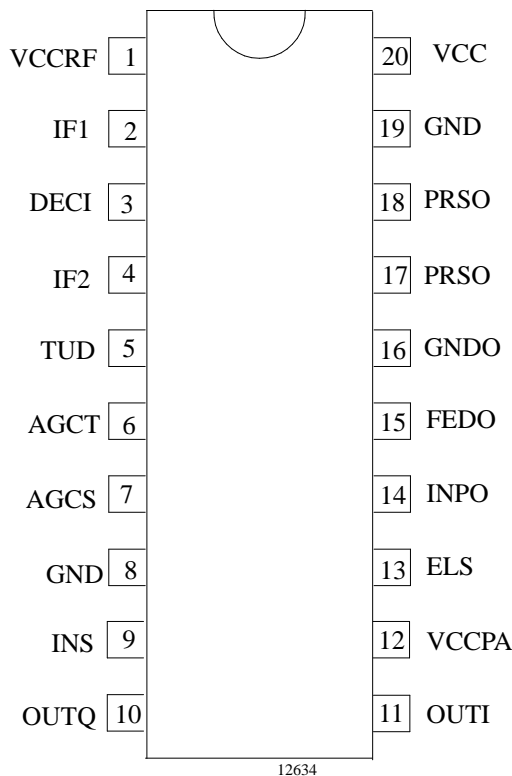 VCCRF 1 20 VCC
IF1 2 19 GND
DECI 3 18 PRSO
IF2 4 17 PRSO
TUD 5 16 GNDO
AGCT 6 15 FEDO
AGCS 7 14 INPO
GND 8 13 ELS
INS 9 12 VCCPA
OUTQ 10 11 OUTI
12634